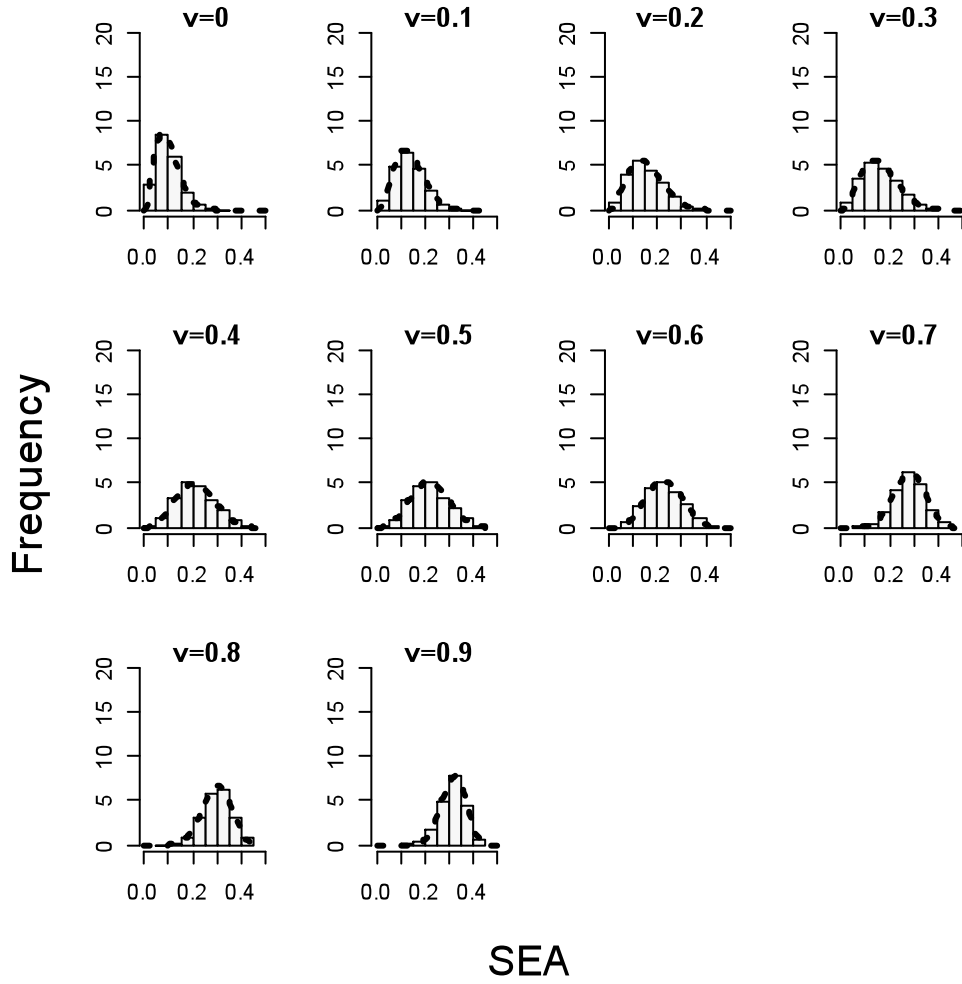 v=0 v=0.1 v=0.2 v=0.3
20 20 20 20
15 15 15 15
10 10 10 10
5 5 5 5
0 0 0 0
0.0 0.2 0.4 0.0 0.2 0.4 0.0 0.2 0.4 0.0 0.2 0.4
v=0.4 v=0.5 v=0.6 v=0.7
20 20 20 20
15 15 15 15
10 10 10 10
5 5 5 5
0 0 0 0
0.0 0.2 0.4 0.0 0.2 0.4 0.0 0.2 0.4 0.0 0.2 0.4
Frequency
v=0.8 v=0.9
20 20
15 15
10 10
5 5
0 0
0.0 0.2 0.4 0.0 0.2 0.4
SEA